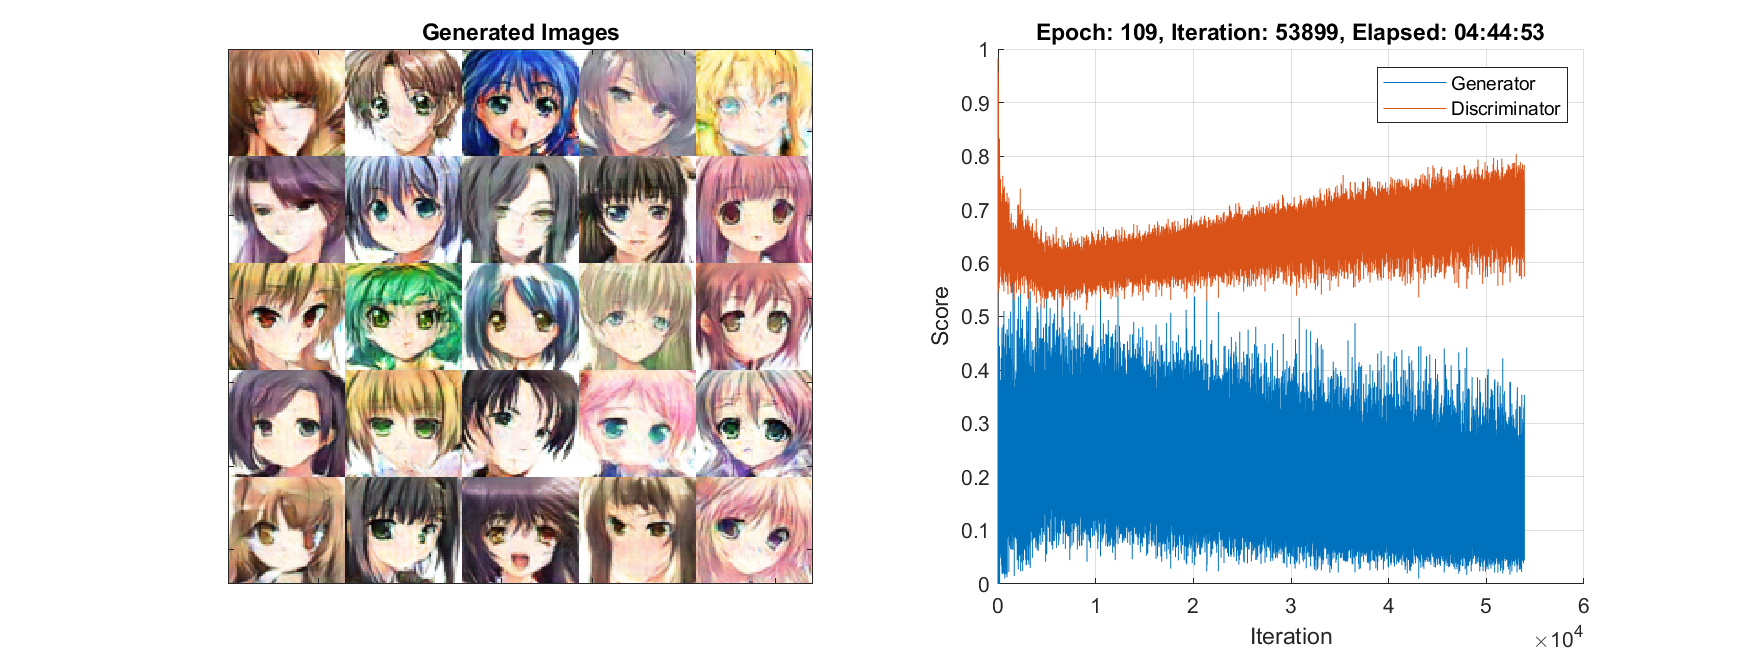 Generated Images
Epoch: 109, Iteration: 53899, Elapsed: 04:44:53
Generator
Discriminator
Score
1
0.9
0.8
0.7
0.6
0.5
0.4
0.3
0.2
0.1
0
0 1 2 3 4 5 6
Iteration
×10⁴